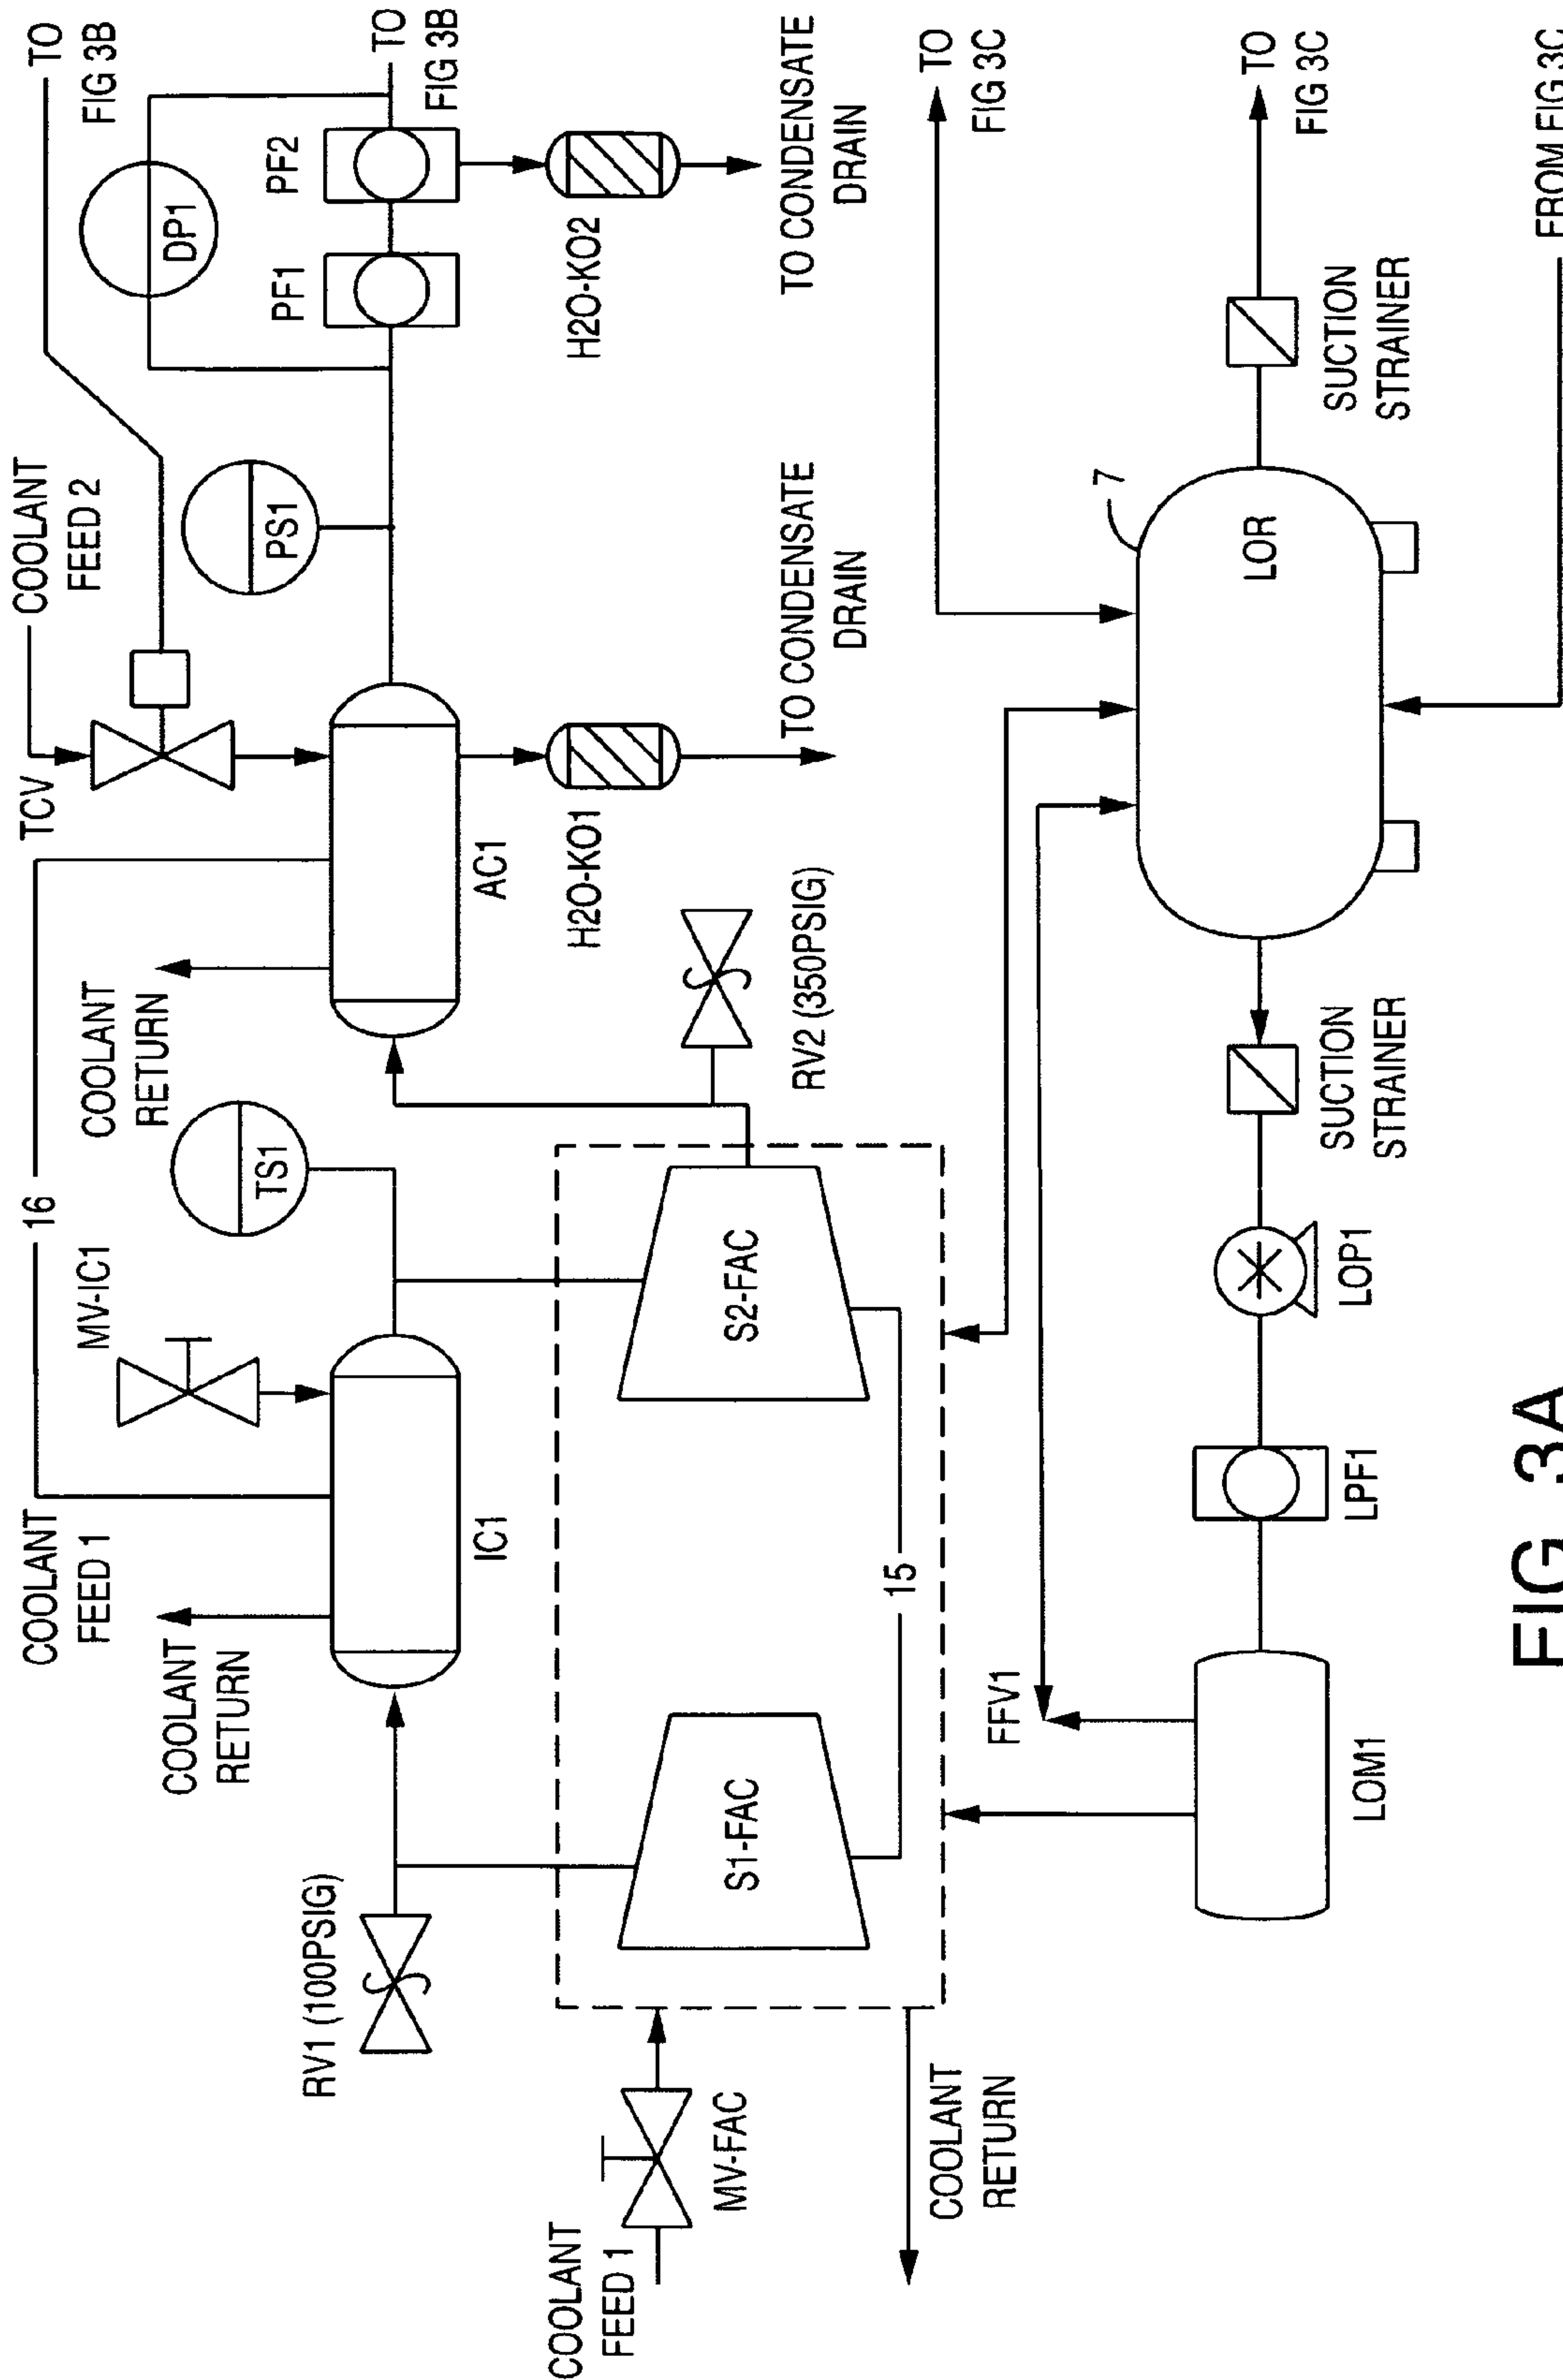 TO
FIG 3B
TO
FIG 3B
COOLANT
FEED 2
TCV
DP1
PF1
PF2
PS1
H2O-KO2
TO CONDENSATE
DRAIN
16
COOLANT
RETURN
AC1
H2O-KO1
TO CONDENSATE
DRAIN
TS1
MV-IC1
COOLANT
FEED 1
COOLANT
RETURN
IC1
RV1 (100PSIG)
RV2 (350PSIG)
S1-FAC
S2-FAC
15
COOLANT
FEED 1
MV-FAC
COOLANT
RETURN
TO
FIG 3C
TO
FIG 3C
FROM FIG 3C
7
LOR
SUCTION
STRAINER
SUCTION
STRAINER
LOP1
LPF1
FFV1
LOM1
FIG 3A